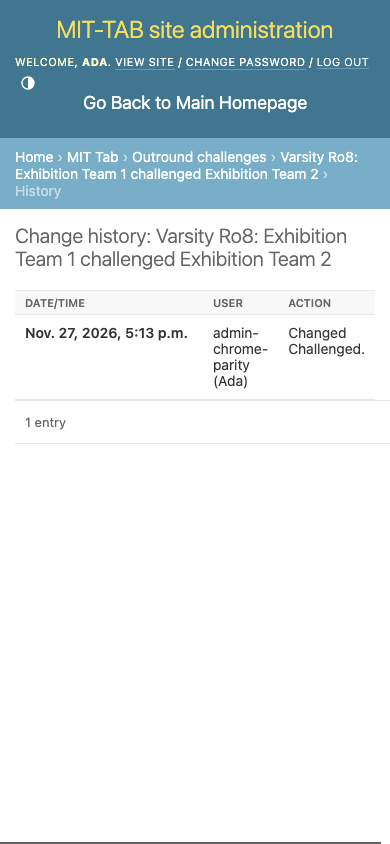 MIT-TAB site administration
WELCOME, ADA. VIEW SITE / CHANGE PASSWORD / LOG OUT
Go Back to Main Homepage
Home › MIT Tab › Outround challenges › Varsity Ro8:
Exhibition Team 1 challenged Exhibition Team 2 ›
History
Change history: Varsity Ro8: Exhibition
Team 1 challenged Exhibition Team 2
DATE/TIME USER ACTION
Nov. 27, 2026, 5:13 p.m. admin- Changed
chrome- Challenged.
parity
(Ada)
1 entry